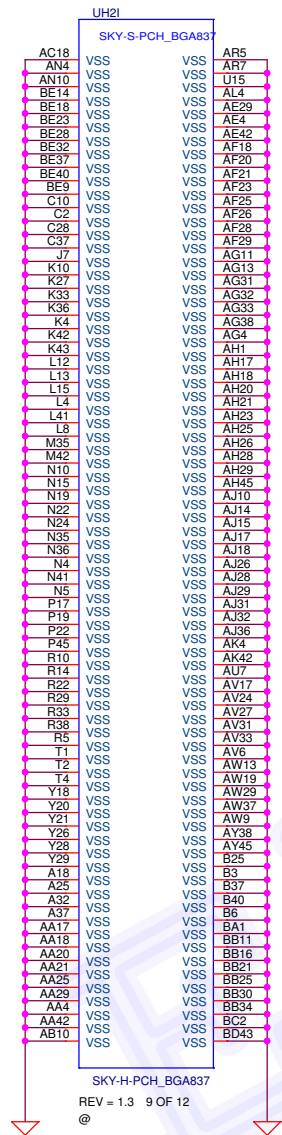 UH2I
SKY-S-PCH_BGA837
AC18 VSS VSS AR5
AN4 VSS VSS AR7
AN10 VSS VSS U15
BE14 VSS VSS AL4
BE18 VSS VSS AE29
BE23 VSS VSS AE4
BE28 VSS VSS AE42
BE32 VSS VSS AF18
BE37 VSS VSS AF20
BE40 VSS VSS AF21
BE9 VSS VSS AF23
C10 VSS VSS AF25
C2 VSS VSS AF26
C28 VSS VSS AF28
C37 VSS VSS AF29
J7 VSS VSS AG11
K10 VSS VSS AG13
K27 VSS VSS AG31
K33 VSS VSS AG32
K36 VSS VSS AG33
K4 VSS VSS AG38
K42 VSS VSS AG4
K43 VSS VSS AH1
L12 VSS VSS AH17
L13 VSS VSS AH18
L15 VSS VSS AH20
L4 VSS VSS AH21
L41 VSS VSS AH23
L8 VSS VSS AH25
M35 VSS VSS AH26
M42 VSS VSS AH28
N10 VSS VSS AH29
N15 VSS VSS AH45
N19 VSS VSS AJ10
N22 VSS VSS AJ14
N24 VSS VSS AJ15
N35 VSS VSS AJ17
N36 VSS VSS AJ18
N4 VSS VSS AJ26
N41 VSS VSS AJ28
N5 VSS VSS AJ29
P17 VSS VSS AJ31
P19 VSS VSS AJ32
P22 VSS VSS AJ36
P45 VSS VSS AK4
R10 VSS VSS AK42
R14 VSS VSS AU7
R22 VSS VSS AV17
R29 VSS VSS AV24
R33 VSS VSS AV27
R38 VSS VSS AV31
R5 VSS VSS AV33
T1 VSS VSS AV6
T2 VSS VSS AW13
T4 VSS VSS AW19
Y18 VSS VSS AW29
Y20 VSS VSS AW37
Y21 VSS VSS AW9
Y26 VSS VSS AY38
Y28 VSS VSS AY45
Y29 VSS VSS B25
A18 VSS VSS B3
A25 VSS VSS B37
A32 VSS VSS B40
A37 VSS VSS B6
AA17 VSS VSS BA1
AA18 VSS VSS BB11
AA20 VSS VSS BB16
AA21 VSS VSS BB21
AA25 VSS VSS BB25
AA29 VSS VSS BB30
AA4 VSS VSS BB34
AA42 VSS VSS BC2
AB10 VSS VSS BD43
SKY-H-PCH_BGA837
REV = 1.3 9 OF 12
@